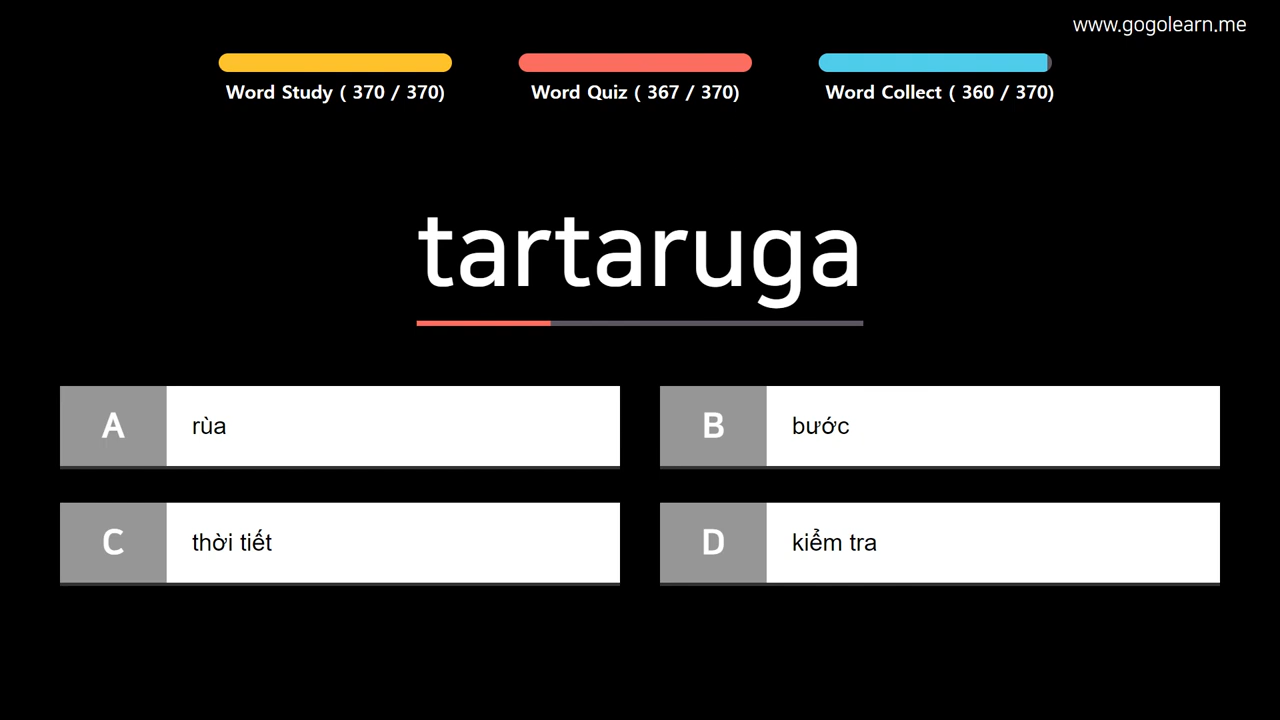 www.gogolearn.me
Word Study ( 370 / 370)
Word Quiz ( 367 / 370)
Word Collect ( 360 / 370)
tartaruga
A rùa
B bước
C thời tiết
D kiểm tra